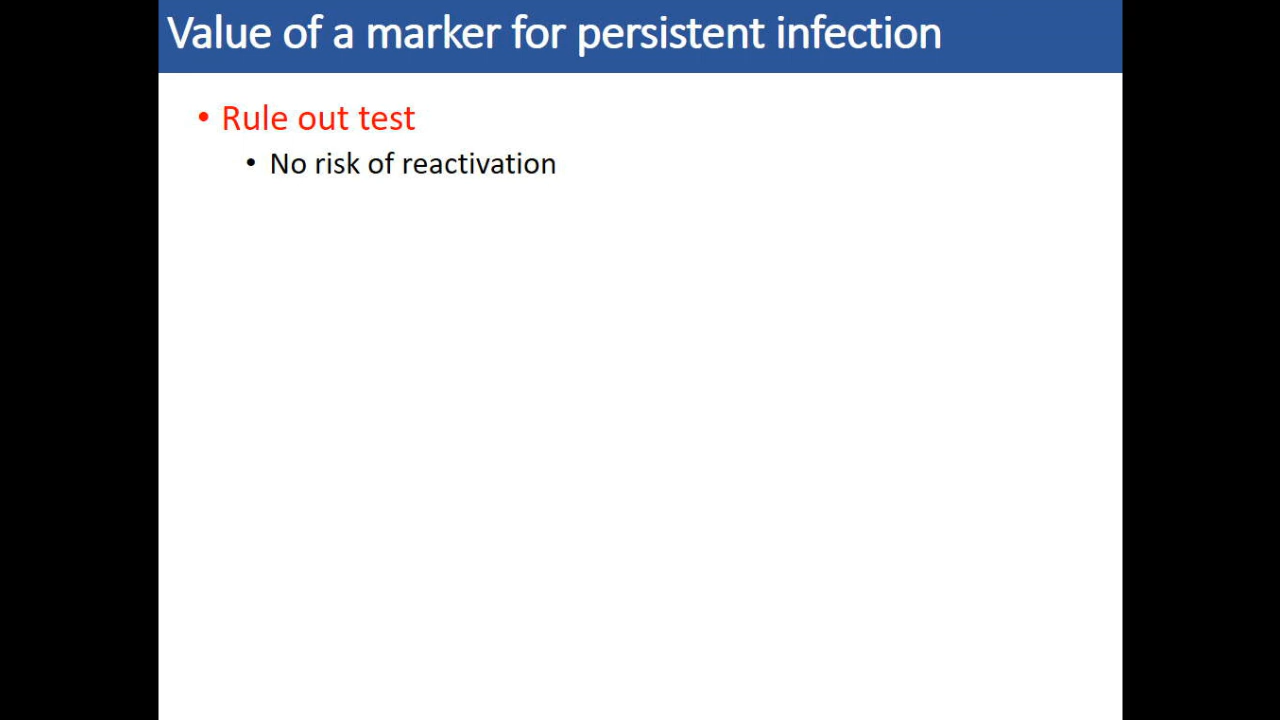 Value of a marker for persistent infection
• Rule out test
• No risk of reactivation